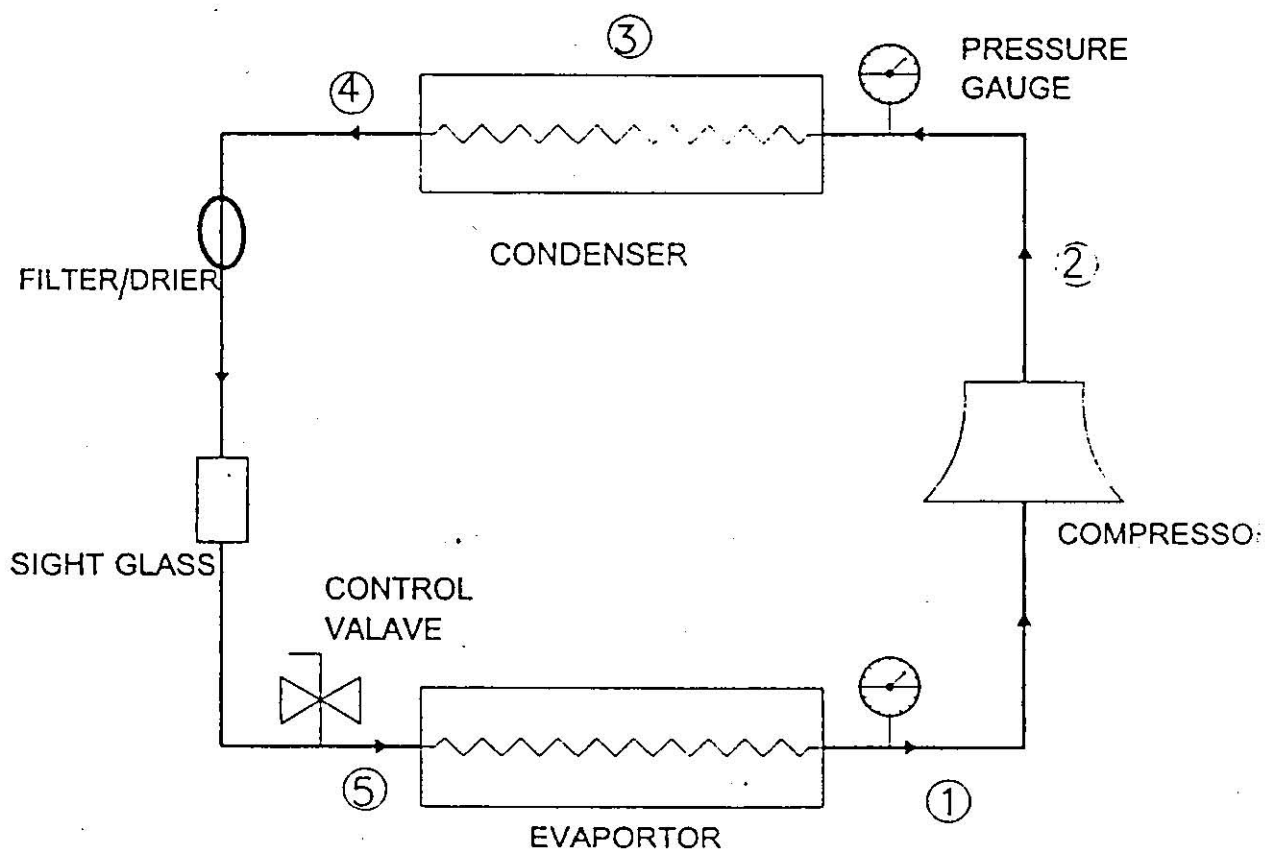 ③
④
PRESSURE
GAUGE
CONDENSER
②
FILTER/DRIER
COMPRESSO
SIGHT GLASS
CONTROL
VALAVE
⑤
①
EVAPORTOR